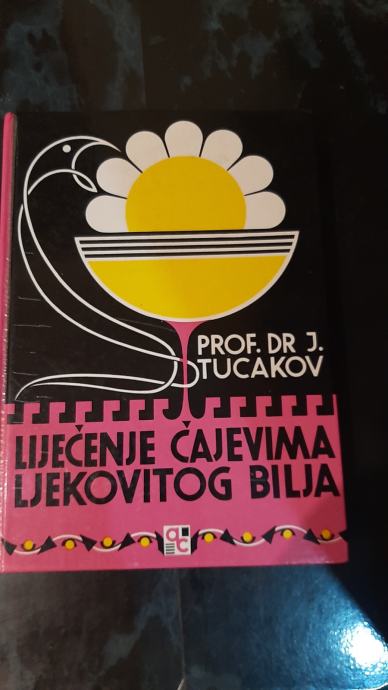 PROF. DR J.
TUCAKOV
LIJEČENJE ČAJEVIMA
LJEKOVITOG BILJA